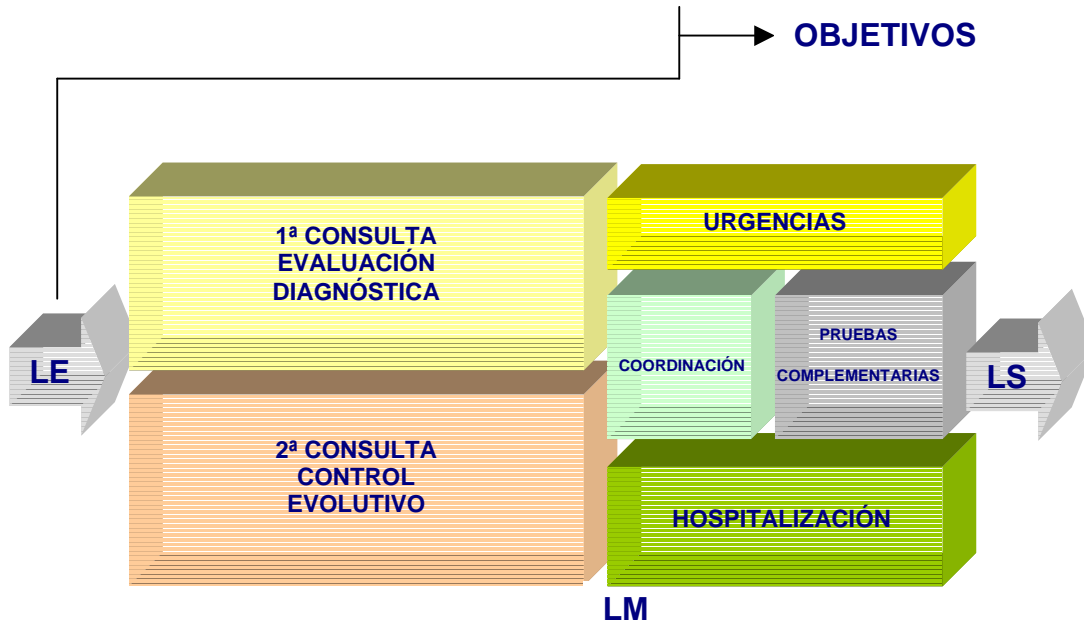 OBJETIVOS
1ª CONSULTA
EVALUACIÓN
DIAGNÓSTICA
URGENCIAS
LE
COORDINACIÓN
PRUEBAS
COMPLEMENTARIAS
LS
2ª CONSULTA
CONTROL
EVOLUTIVO
HOSPITALIZACIÓN
LM